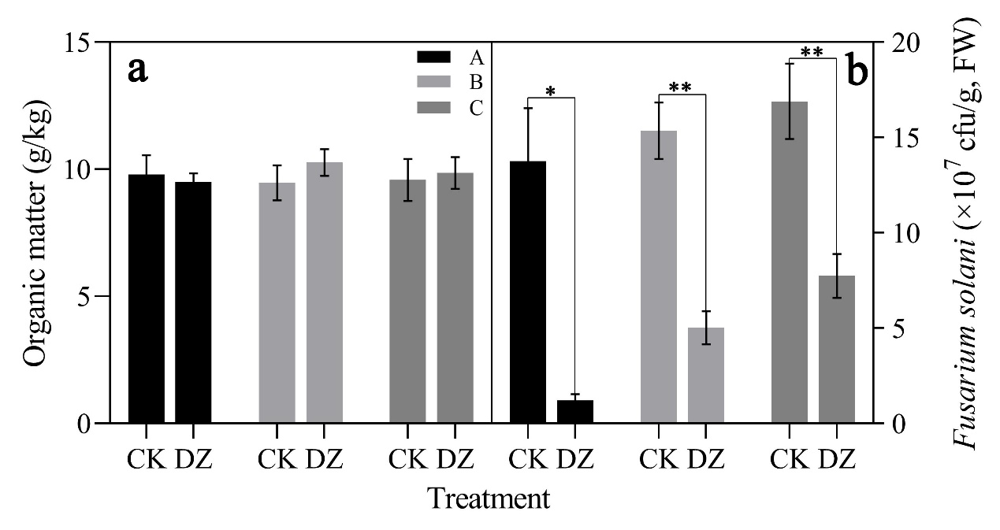 a
A
B
C
b
* ** **
15
10
5
0
Organic matter (g/kg)
20
15
10
5
0
Fusarium solani (×10⁷ cfu/g, FW)
CK DZ CK DZ CK DZ CK DZ CK DZ CK DZ
Treatment